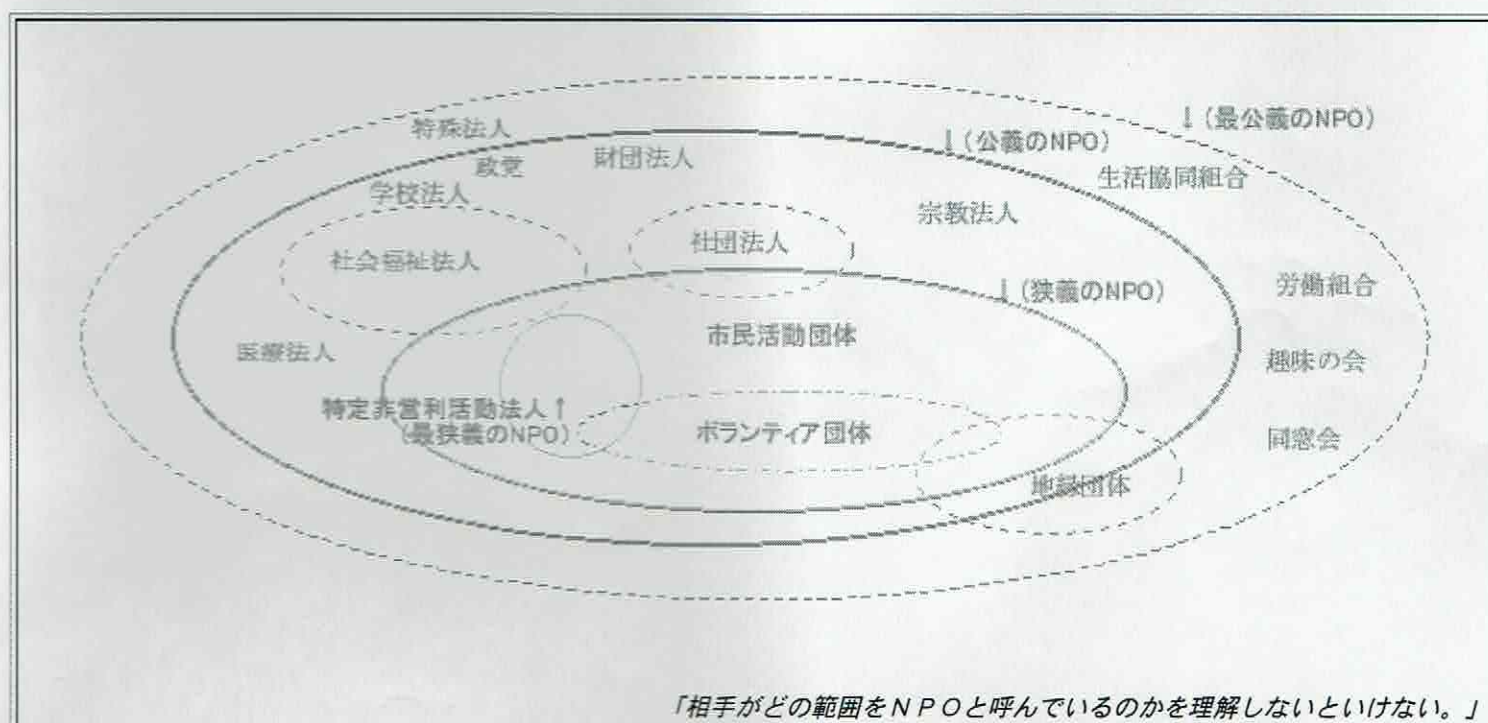 ↓(最公義のNPO)
特殊法人
↓(公義のNPO)
政党
財団法人
生活協同組合
学校法人
宗教法人
社団法人
社会福祉法人
↓(狭義のNPO)
労働組合
市民活動団体
医療法人
趣味の会
特定非営利活動法人↑
(最狭義のNPO)
ボランティア団体
同窓会
地縁団体
「相手がどの範囲をNPOと呼んでいるのかを理解しないといけない。」